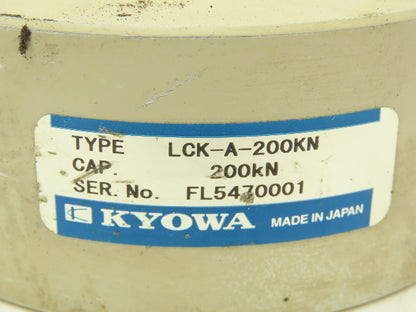 TYPE LCK-A-200KN
CAP. 200kN
SER. No. FL5470001
KYOWA MADE IN JAPAN